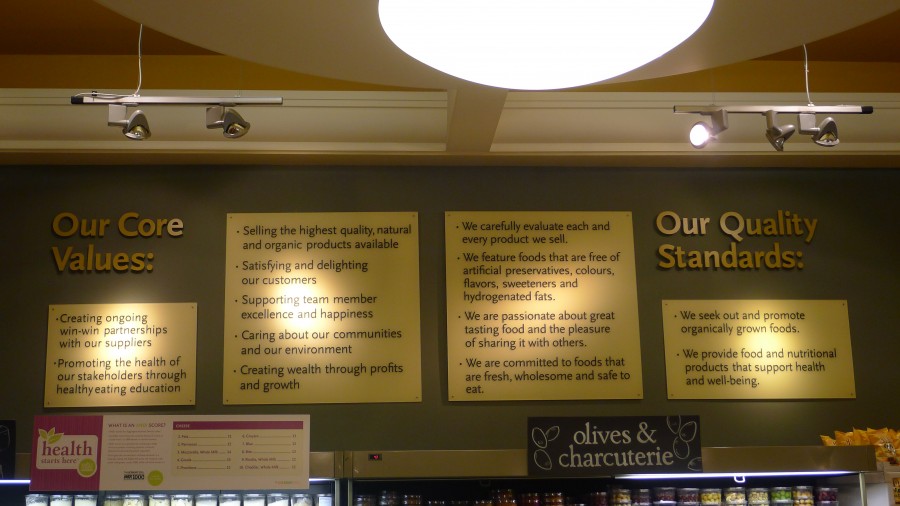 Our Core
Values:
• Creating ongoing
win-win partnerships
with our suppliers
• Promoting the health of
our stakeholders through
healthy eating education
• Selling the highest quality, natural
and organic products available
• Satisfying and delighting
our customers
• Supporting team member
excellence and happiness
• Caring about our communities
and our environment
• Creating wealth through profits
and growth
• We carefully evaluate each and
every product we sell.
• We feature foods that are free of
artificial preservatives, colours,
flavors, sweeteners and
hydrogenated fats.
• We are passionate about great
tasting food and the pleasure
of sharing it with others.
• We are committed to foods that
are fresh, wholesome and safe to
eat.
Our Quality
Standards:
• We seek out and promote
organically grown foods.
• We provide food and nutritional
products that support health
and well-being.
health
starts here
WHAT IS AN SCORE?
olives &
charcuterie